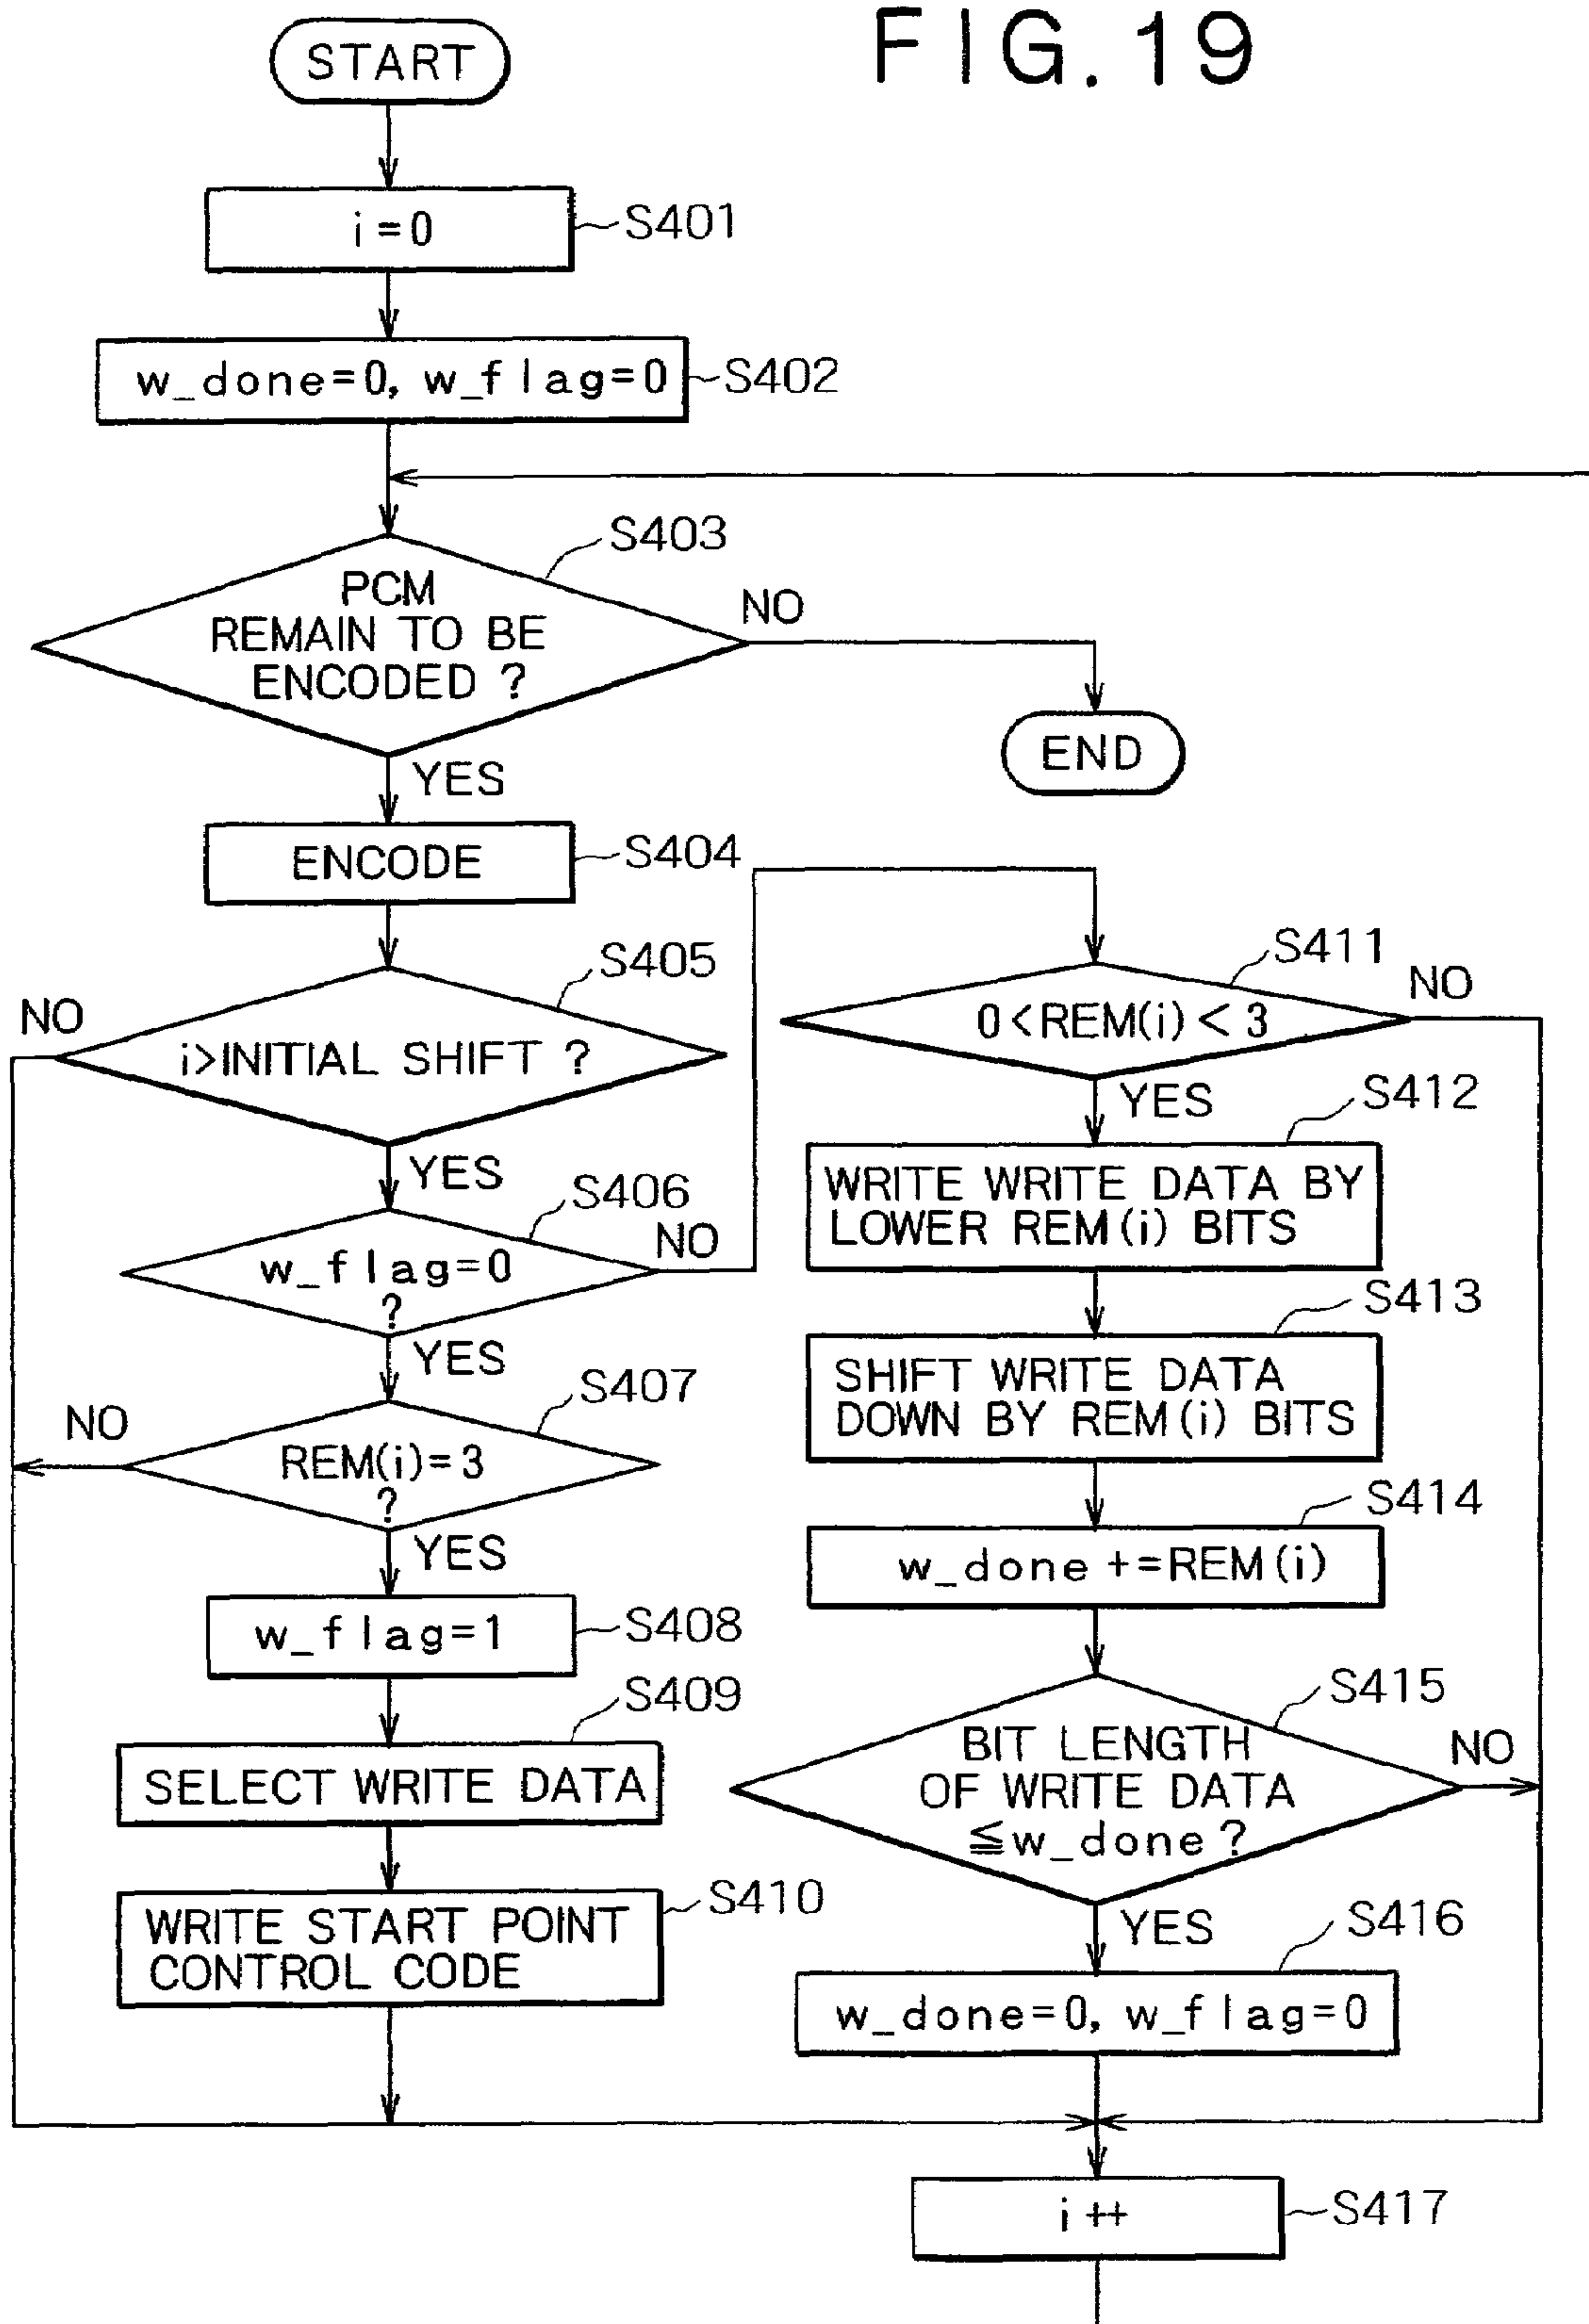 FIG.19
START
i=0
S401
w_done=0, w_flag=0
S402
S403
PCM
REMAIN TO BE
ENCODED ?
NO
END
YES
ENCODE
S404
S405
NO
i>INITIAL SHIFT ?
YES
S406
w_flag=0
?
NO
YES
S407
NO
REM(i)=3
?
YES
w_flag=1
S408
S409
SELECT WRITE DATA
S410
WRITE START POINT
CONTROL CODE
S411
0<REM(i)<3
NO
YES
S412
WRITE WRITE DATA BY
LOWER REM(i) BITS
S413
SHIFT WRITE DATA
DOWN BY REM(i) BITS
S414
w_done +=REM(i)
S415
BIT LENGTH
OF WRITE DATA
≦w_done ?
NO
YES
S416
w_done=0, w_flag=0
i ++
S417